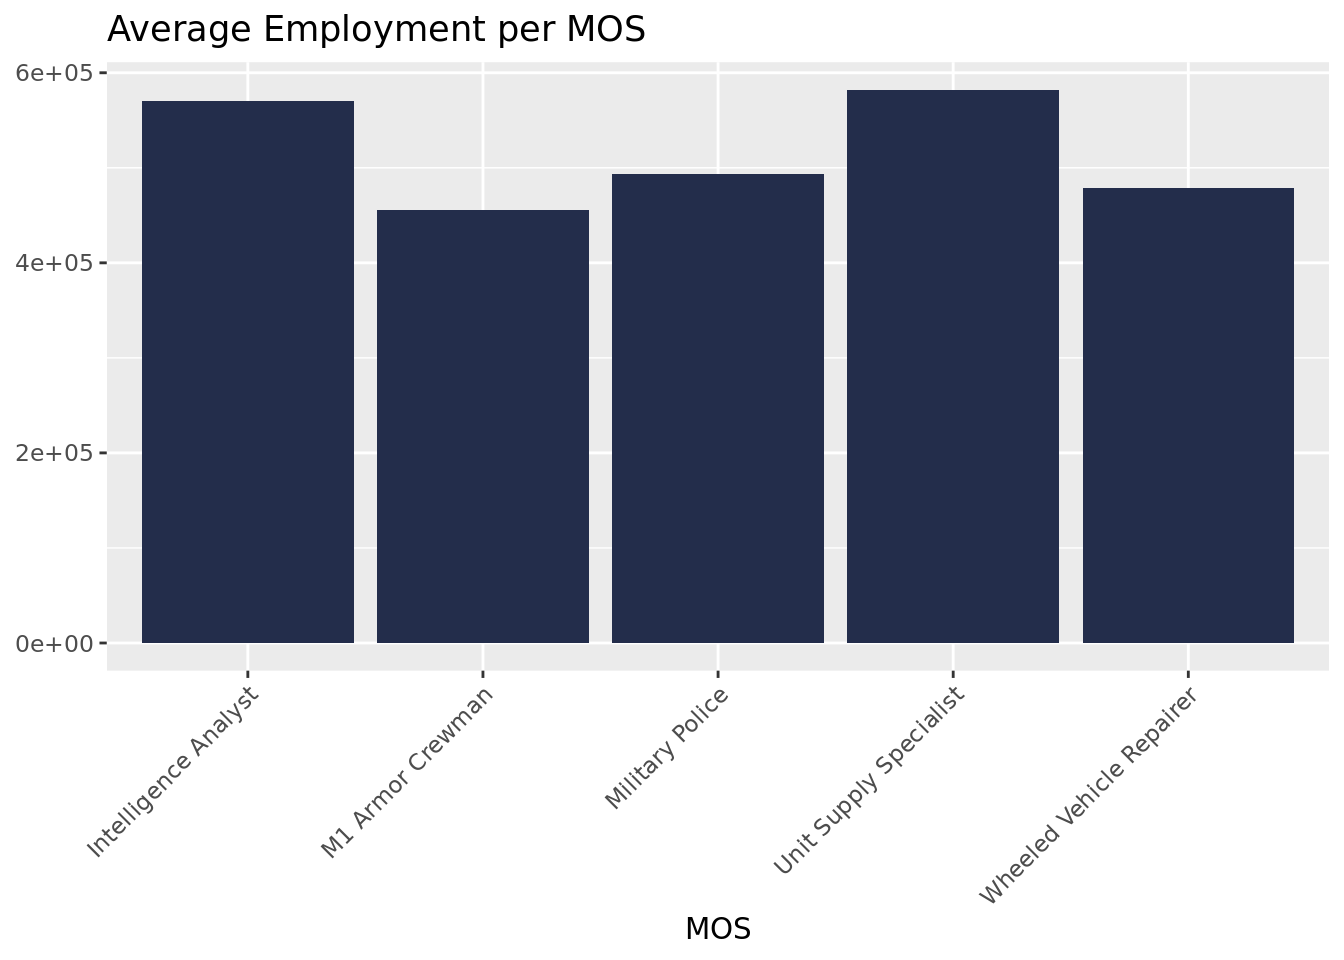 Average Employment per MOS
6e+05
4e+05
2e+05
0e+00
Intelligence Analyst
M1 Armor Crewman
Military Police
Unit Supply Specialist
Wheeled Vehicle Repairer
MOS